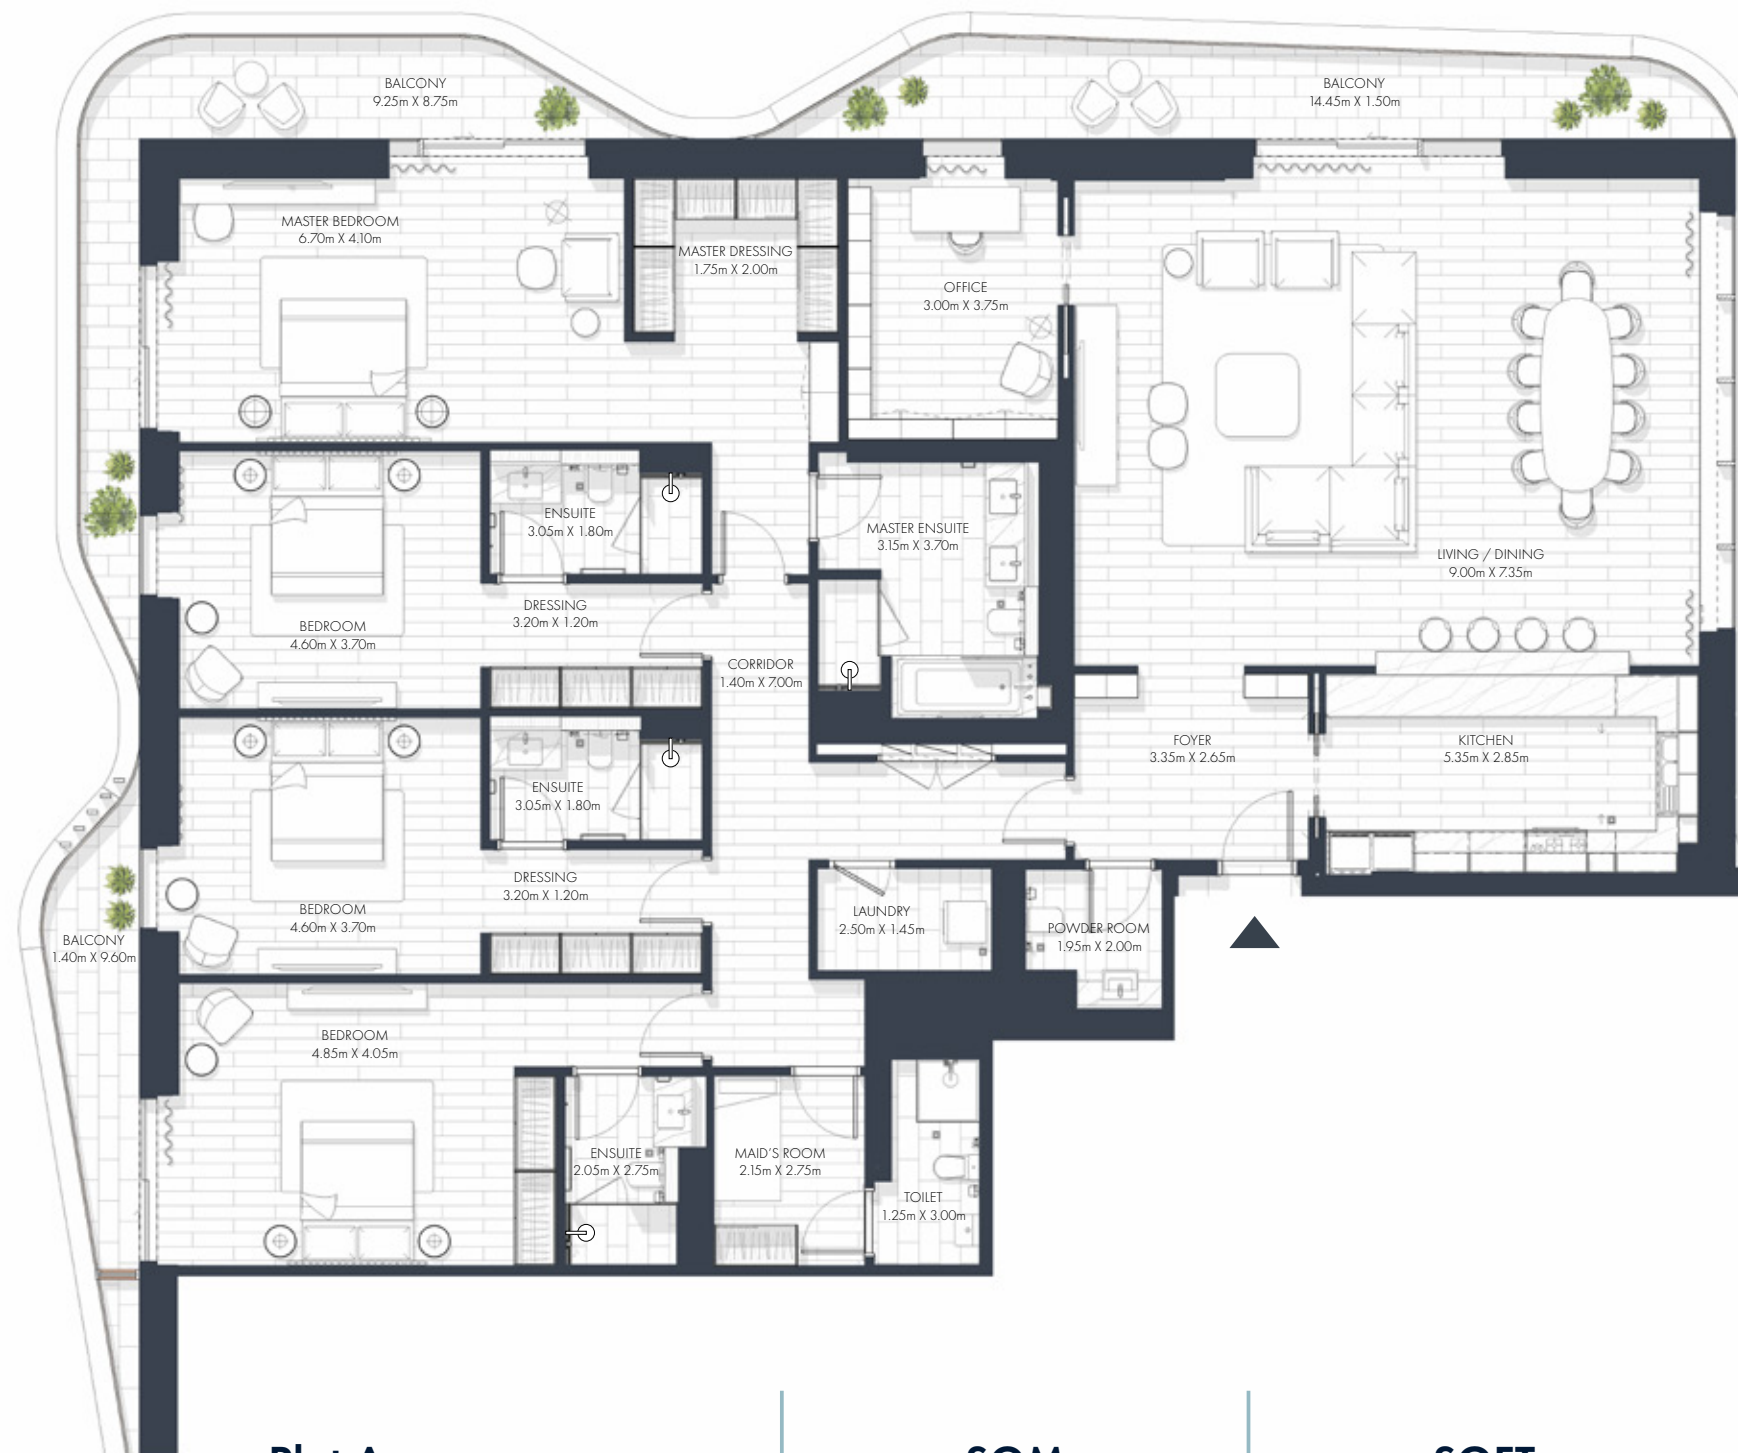 BALCONY
9.25m X 8.75m
BALCONY
14.45m X 1.50m
MASTER BEDROOM
6.70m X 4.10m
MASTER DRESSING
1.75m X 2.00m
OFFICE
3.00m X 3.75m
ENSUITE
3.05m X 1.80m
MASTER ENSUITE
3.15m X 3.70m
LIVING / DINING
9.00m X 7.35m
DRESSING
3.20m X 1.20m
BEDROOM
4.60m X 3.70m
CORRIDOR
1.40m X 7.00m
FOYER
3.35m X 2.65m
KITCHEN
5.35m X 2.85m
ENSUITE
3.05m X 1.80m
DRESSING
3.20m X 1.20m
BEDROOM
4.60m X 3.70m
LAUNDRY
2.50m X 1.45m
POWDER ROOM
1.95m X 2.00m
BALCONY
1.40m X 9.60m
BEDROOM
4.85m X 4.05m
ENSUITE
2.05m X 2.75m
MAID'S ROOM
2.15m X 2.75m
TOILET
1.25m X 3.00m
SQM
SQFT